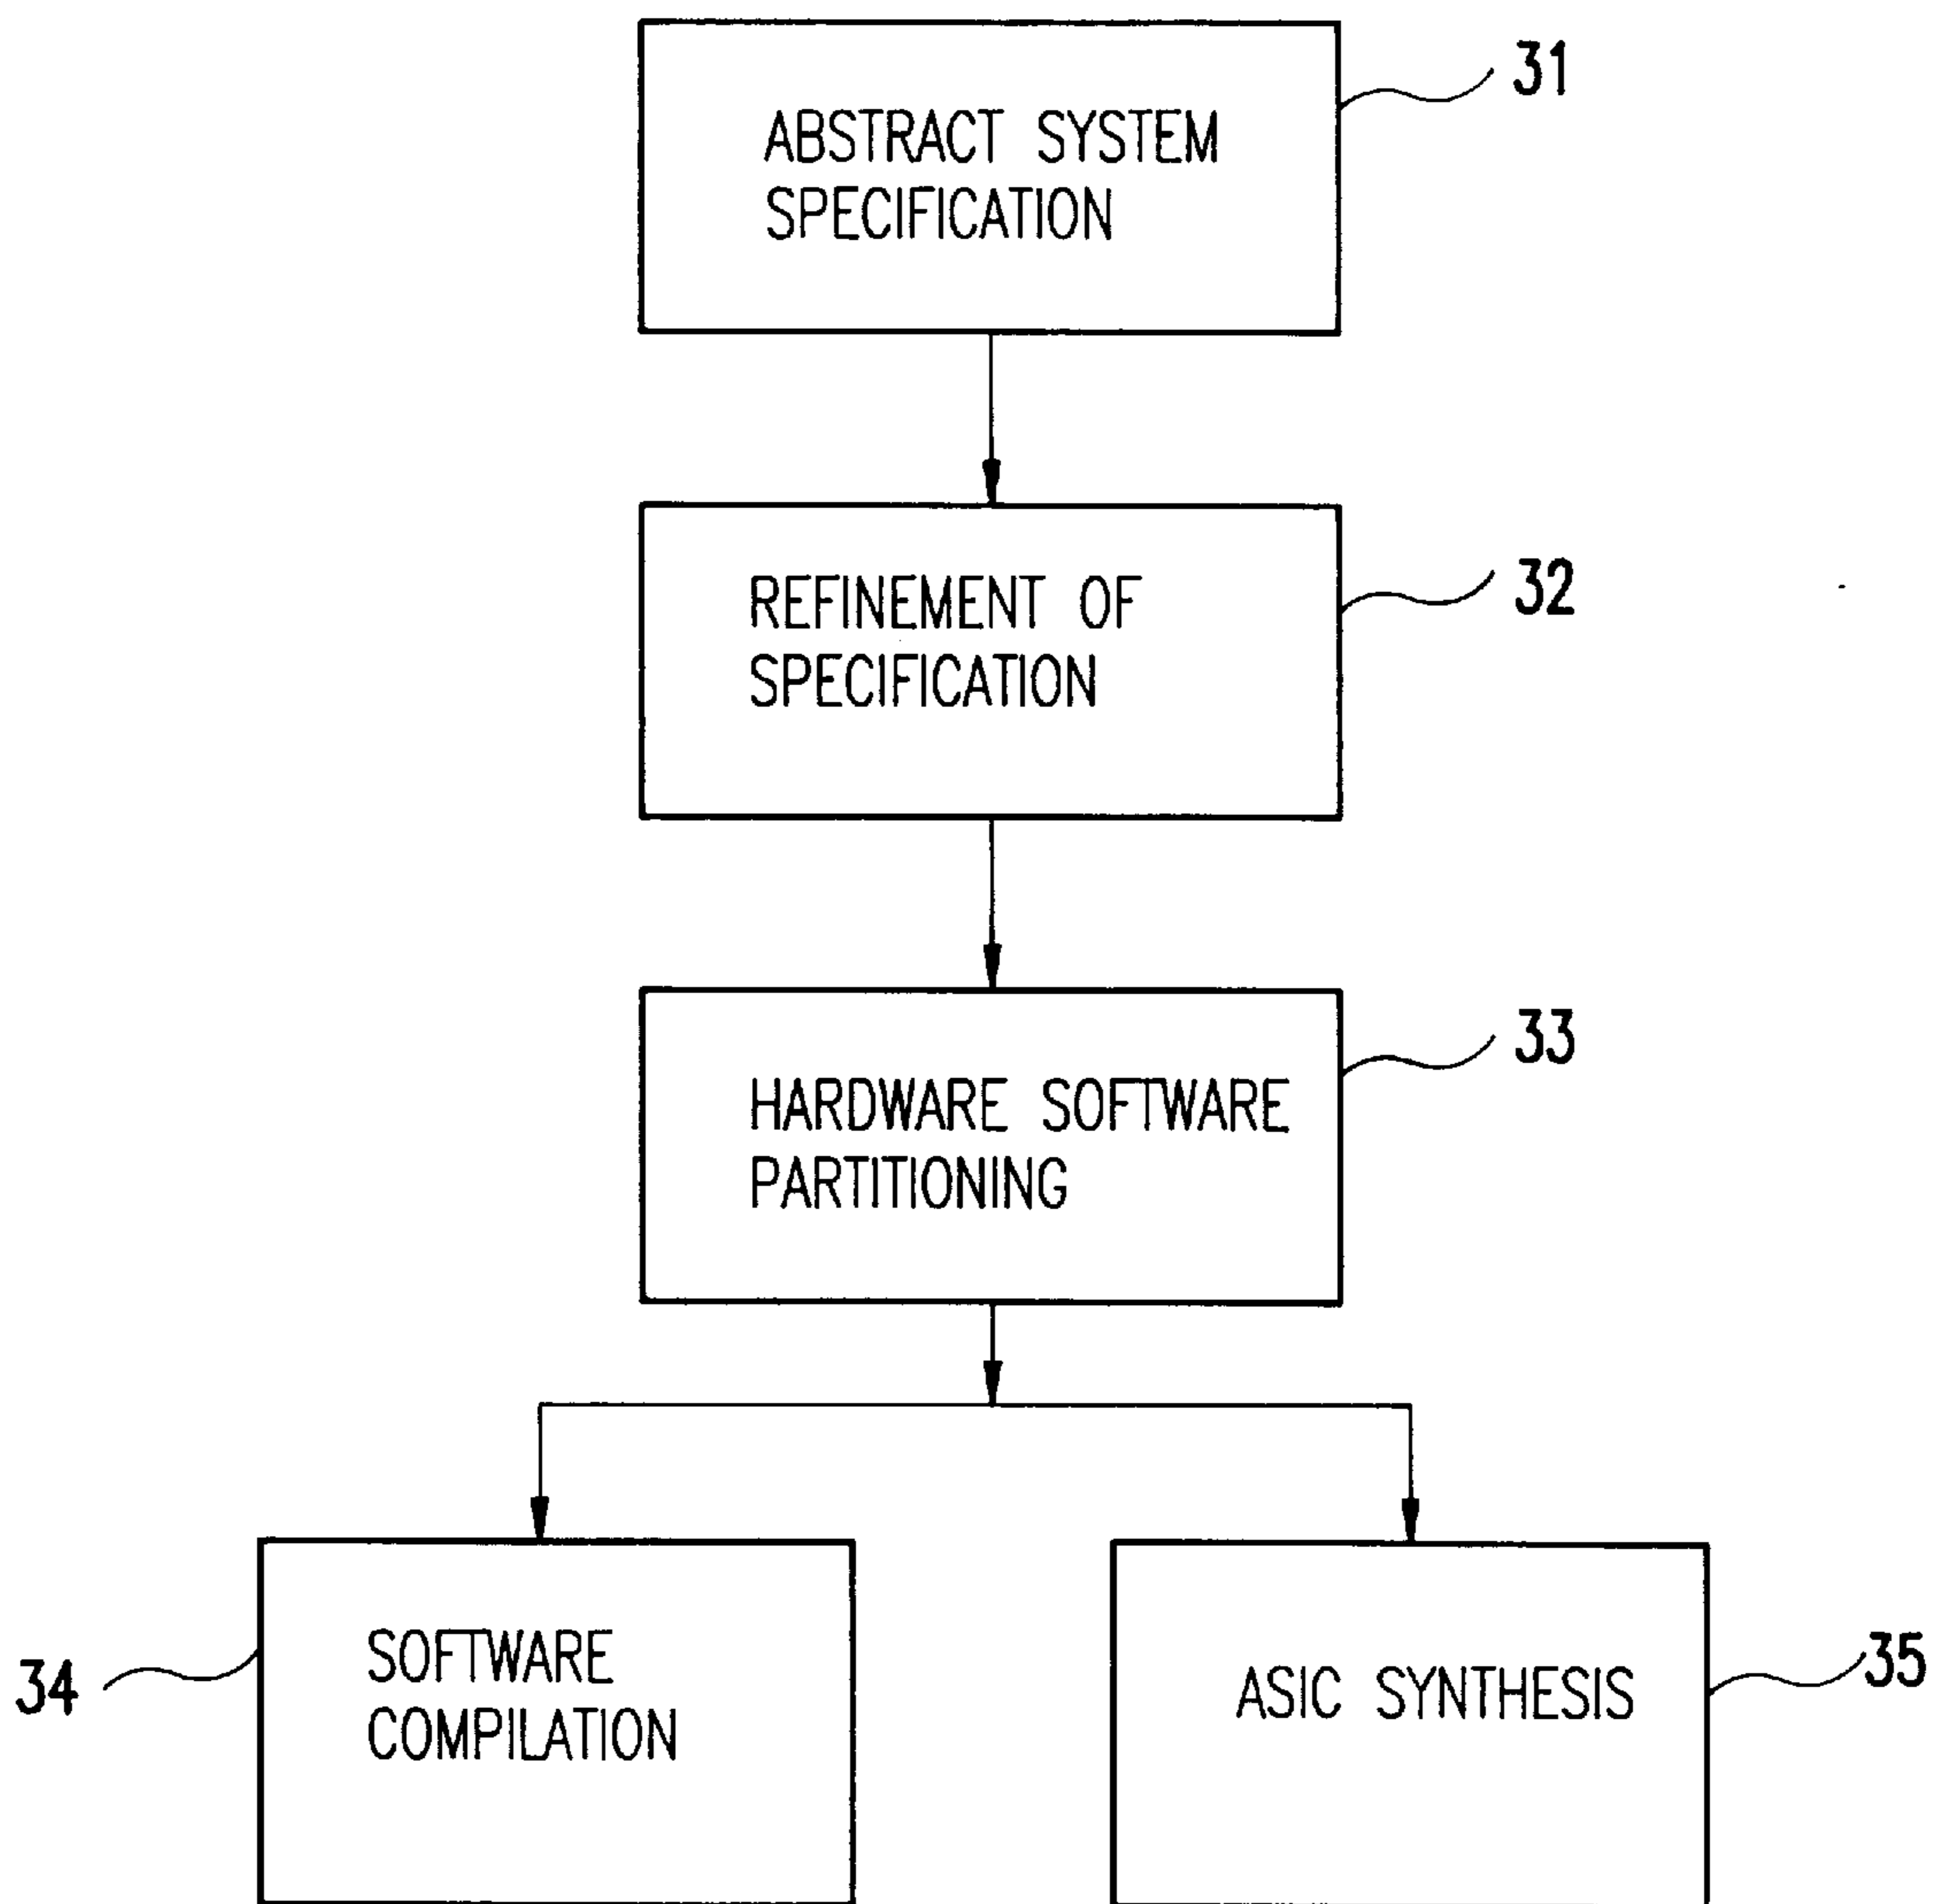 31
ABSTRACT SYSTEM
SPECIFICATION
32
REFINEMENT OF
SPECIFICATION
33
HARDWARE SOFTWARE
PARTITIONING
34
SOFTWARE
COMPILATION
35
ASIC SYNTHESIS